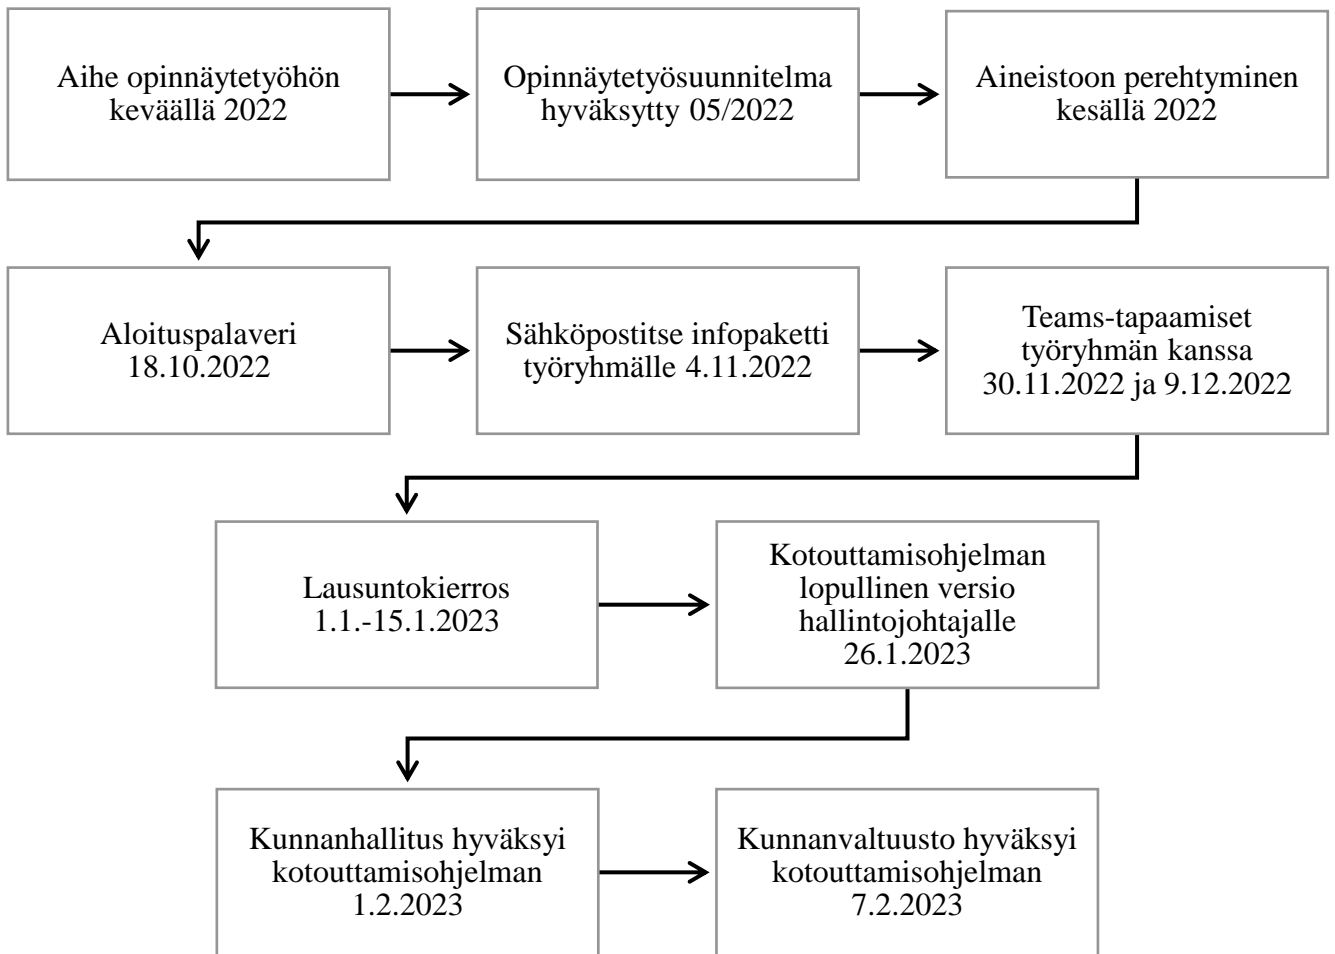 Aihe opinnäytetyöhön
keväällä 2022
Opinnäytetyösuunnitelma
hyväksytty 05/2022
Aineistoon perehtyminen
kesällä 2022
Aloituspalaveri
18.10.2022
Sähköpostitse infopaketti
työryhmälle 4.11.2022
Teams-tapaamiset
työryhmän kanssa
30.11.2022 ja 9.12.2022
Lausuntokierros
1.1.-15.1.2023
Kotouttamisohjelman
lopullinen versio
hallintojohtajalle
26.1.2023
Kunnanhallitus hyväksyi
kotouttamisohjelman
1.2.2023
Kunnanvaltuusto hyväksyi
kotouttamisohjelman
7.2.2023